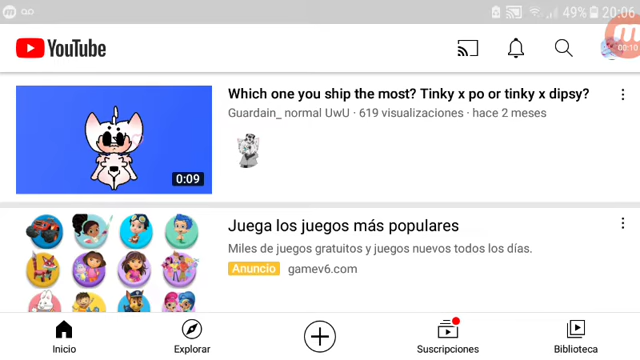 49% 20:06
YouTube
00:10
Which one you ship the most? Tinky x po or tinky x dipsy?
Guardain_ normal UwU · 619 visualizaciones · hace 2 meses
0:09
Juega los juegos más populares
Miles de juegos gratuitos y juegos nuevos todos los días.
Anuncio gamev6.com
Inicio
Explorar
Suscripciones
Biblioteca